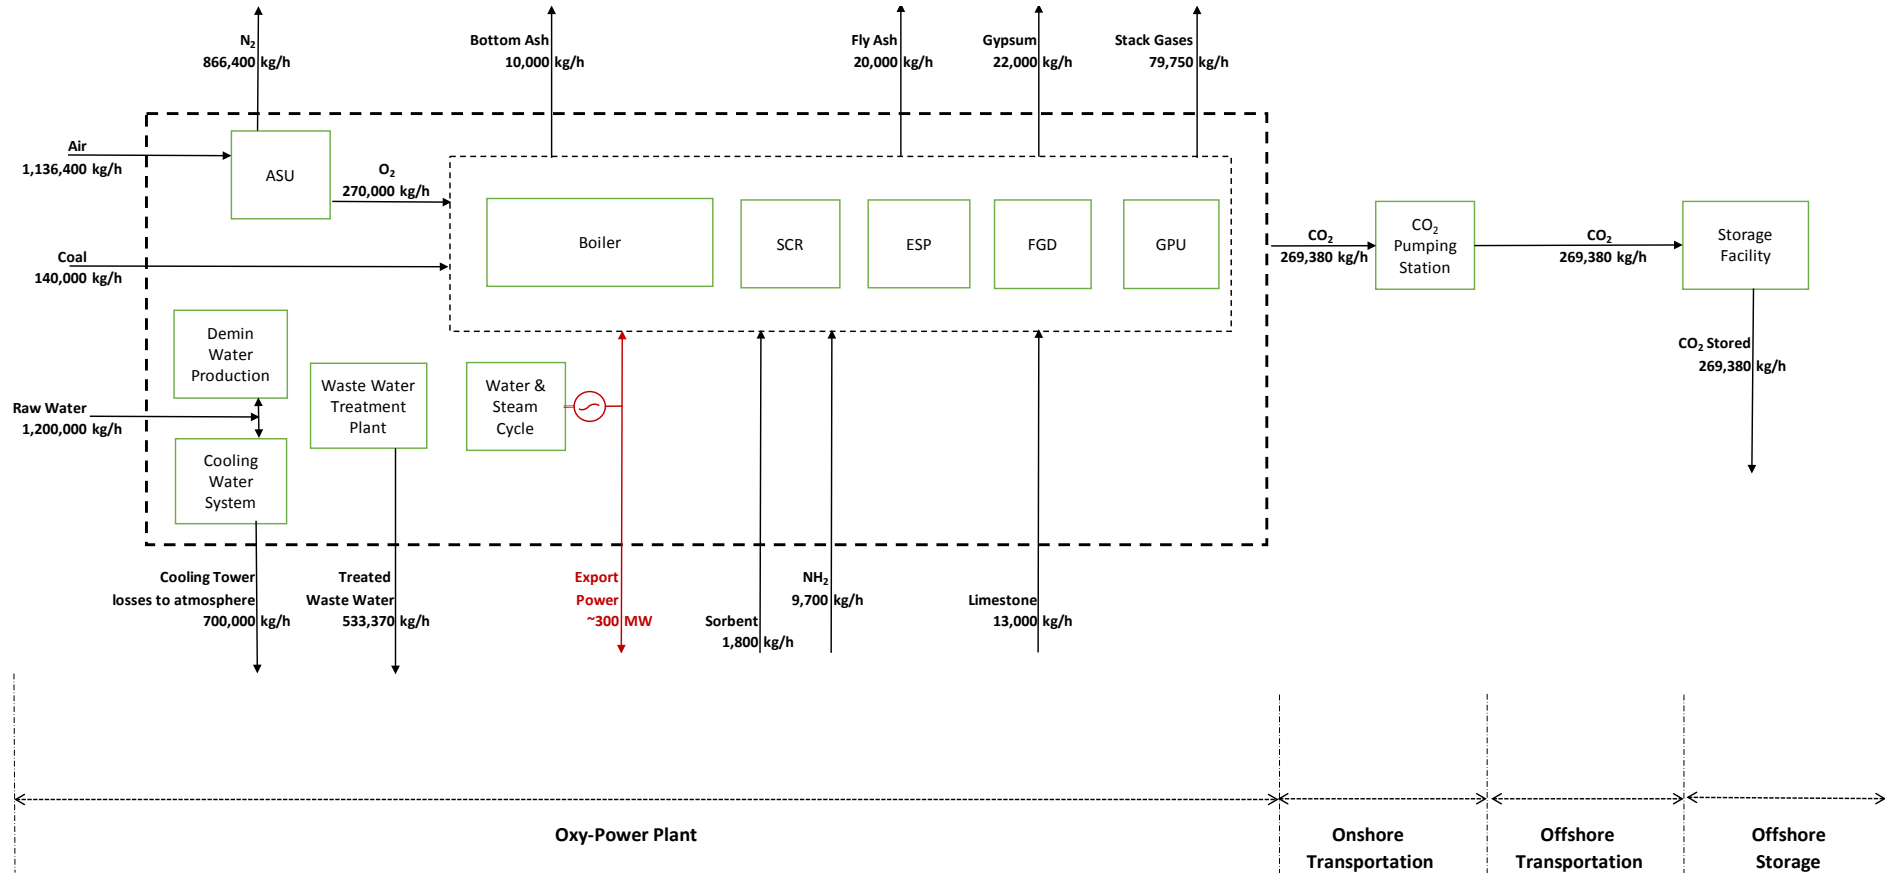 N₂
866,400 kg/h
Bottom Ash
10,000 kg/h
Fly Ash
20,000 kg/h
Gypsum
22,000 kg/h
Stack Gases
79,750 kg/h
Air
1,136,400 kg/h
ASU
O₂
270,000 kg/h
Coal
140,000 kg/h
Boiler
SCR
ESP
FGD
GPU
CO₂
269,380 kg/h
CO₂
Pumping
Station
CO₂
269,380 kg/h
Storage
Facility
CO₂ Stored
269,380 kg/h
Demin
Water
Production
Raw Water
1,200,000 kg/h
Cooling
Water
System
Waste Water
Treatment
Plant
Water &
Steam
Cycle
Cooling Tower
losses to atmosphere
700,000 kg/h
Treated
Waste Water
533,370 kg/h
Export
Power
~300 MW
Sorbent
1,800 kg/h
NH₂
9,700 kg/h
Limestone
13,000 kg/h
Oxy-Power Plant
Onshore
Transportation
Offshore
Transportation
Offshore
Storage